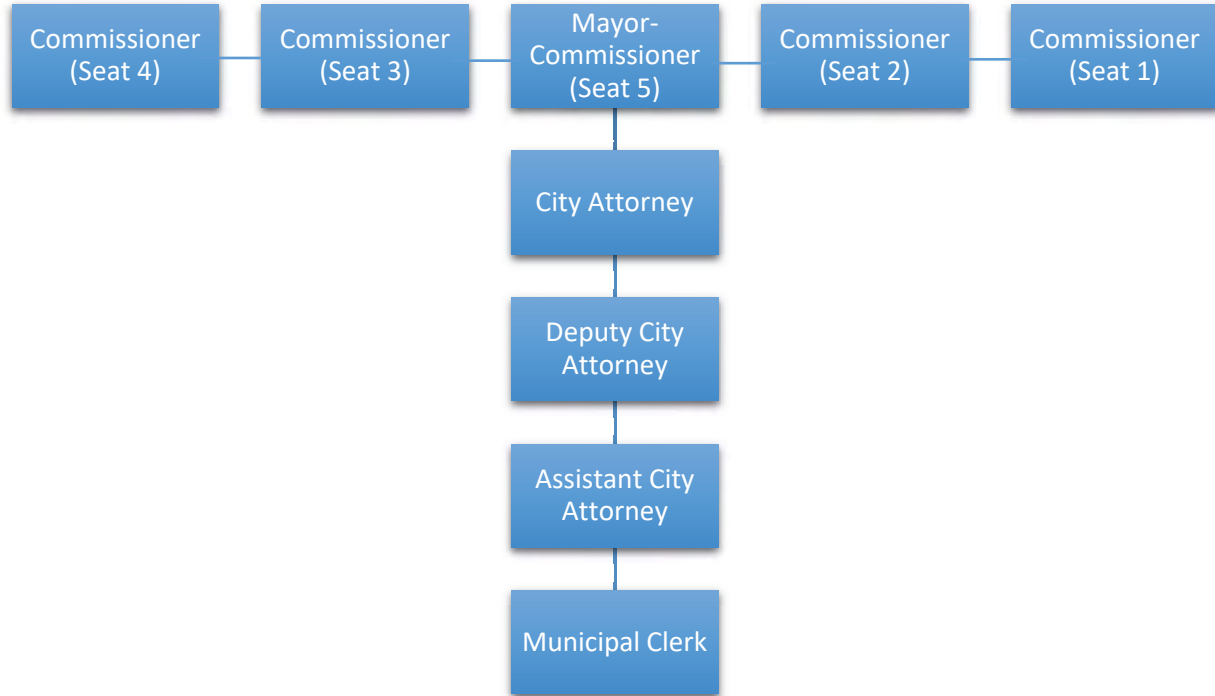 Commissioner
(Seat 4)
Commissioner
(Seat 3)
Mayor-
Commissioner
(Seat 5)
Commissioner
(Seat 2)
Commissioner
(Seat 1)
City Attorney
Deputy City
Attorney
Assistant City
Attorney
Municipal Clerk